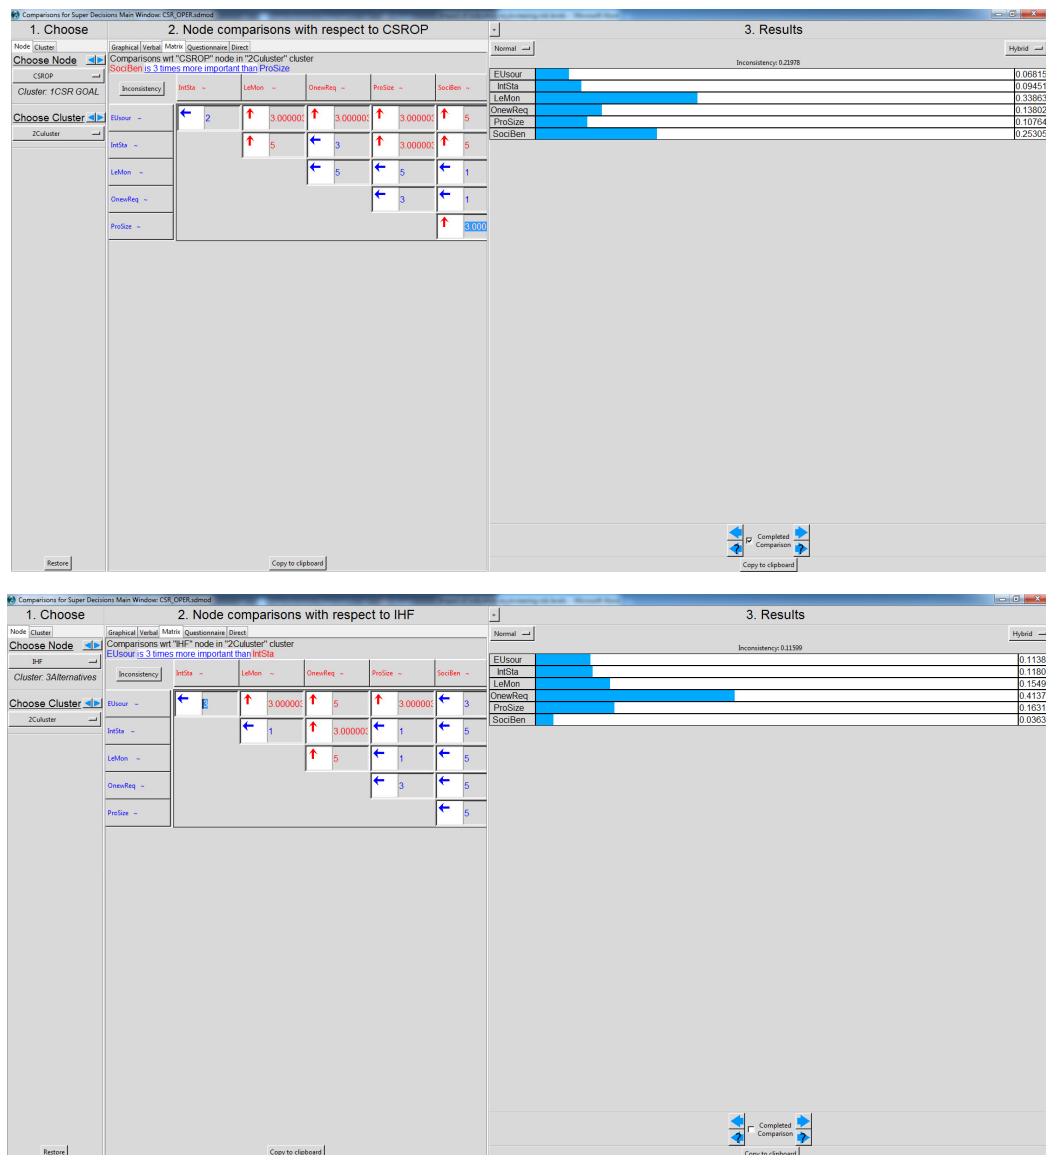 Comparisons for Super Decisions Main Window: CSR_OPER.sdmod
1. Choose
2. Node comparisons with respect to CSROP
3. Results
Node Cluster
Graphical Verbal Matrix Questionnaire Direct
Normal
Hybrid
Choose Node
Comparisons wrt "CSROP" node in "2Culuster" cluster
SociBen is 3 times more important than ProSize
Inconsistency: 0.21978
CSROP
Cluster: 1CSR GOAL
Choose Cluster
2Culuster
Inconsistency IntSta ~ LeMon ~ OnewReq ~ ProSize ~ SociBen ~
EUsour ~ 2 3.00000 3.00000 3.00000 5
IntSta ~ 5 3 3.00000 5
LeMon ~ 5 5 1
OnewReq ~ 3 1
ProSize ~ 3.000
EUsour 0.06815
IntSta 0.09451
LeMon 0.33863
OnewReq 0.13802
ProSize 0.10764
SociBen 0.25305
Completed
Comparison
Restore
Copy to clipboard
Copy to clipboard
Comparisons for Super Decisions Main Window: CSR_OPER.sdmod
1. Choose
2. Node comparisons with respect to IHF
3. Results
Node Cluster
Graphical Verbal Matrix Questionnaire Direct
Normal
Hybrid
Choose Node
Comparisons wrt "IHF" node in "2Culuster" cluster
EUsour is 3 times more important than IntSta
Inconsistency: 0.11599
IHF
Cluster: 3Alternatives
Choose Cluster
2Culuster
Inconsistency IntSta ~ LeMon ~ OnewReq ~ ProSize ~ SociBen ~
EUsour ~ 3 3.00000 5 3.00000 3
IntSta ~ 1 3.00000 1 5
LeMon ~ 5 1 5
OnewReq ~ 3 5
ProSize ~ 5
EUsour 0.1138
IntSta 0.1180
LeMon 0.1549
OnewReq 0.4137
ProSize 0.1631
SociBen 0.0363
Completed
Comparison
Restore
Copy to clipboard
Copy to clipboard